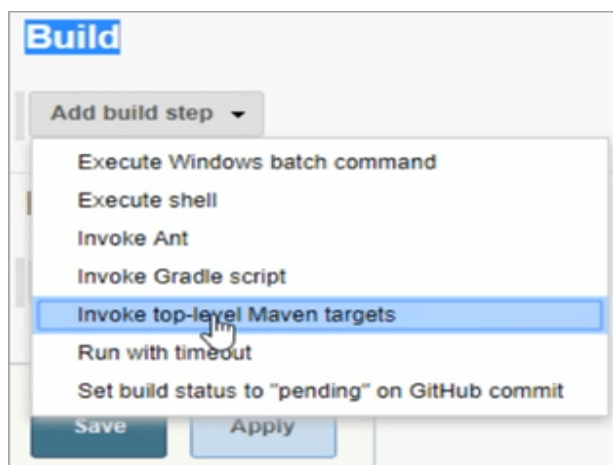 Build
Add build step
Execute Windows batch command
Execute shell
Invoke Ant
Invoke Gradle script
Invoke top-level Maven targets
Run with timeout
Set build status to "pending" on GitHub commit
Save
Apply